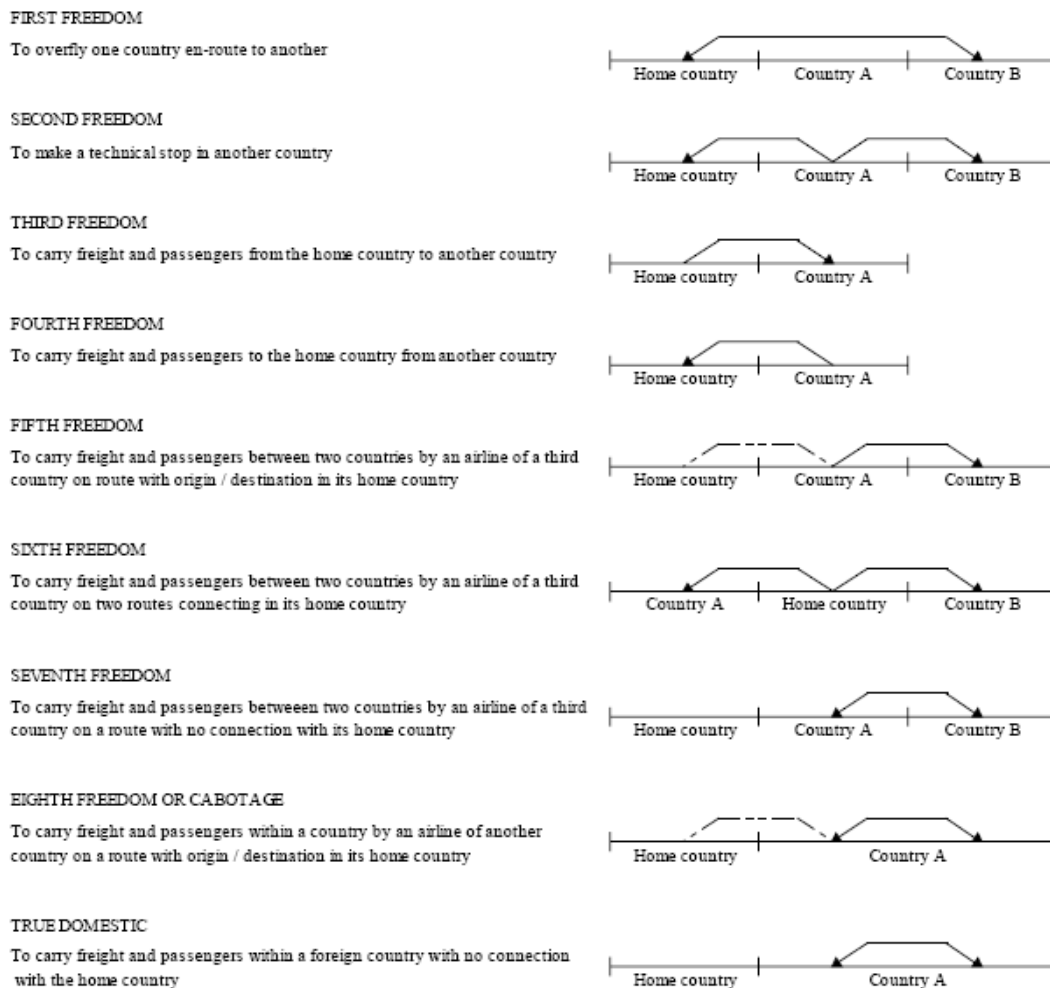 FIRST FREEDOM
To overfly one country en-route to another
Home country Country A Country B
SECOND FREEDOM
To make a technical stop in another country
Home country Country A Country B
THIRD FREEDOM
To carry freight and passengers from the home country to another country
Home country Country A
FOURTH FREEDOM
To carry freight and passengers to the home country from another country
Home country Country A
FIFTH FREEDOM
To carry freight and passengers between two countries by an airline of a third
country on route with origin / destination in its home country
Home country Country A Country B
SIXTH FREEDOM
To carry freight and passengers between two countries by an airline of a third
country on two routes connecting in its home country
Country A Home country Country B
SEVENTH FREEDOM
To carry freight and passengers betweeen two countries by an airline of a third
country on a route with no connection with its home country
Home country Country A Country B
EIGHTH FREEDOM OR CABOTAGE
To carry freight and passengers within a country by an airline of another
country on a route with origin / destination in its home country
Home country Country A
TRUE DOMESTIC
To carry freight and passengers within a foreign country with no connection
with the home country
Home country Country A